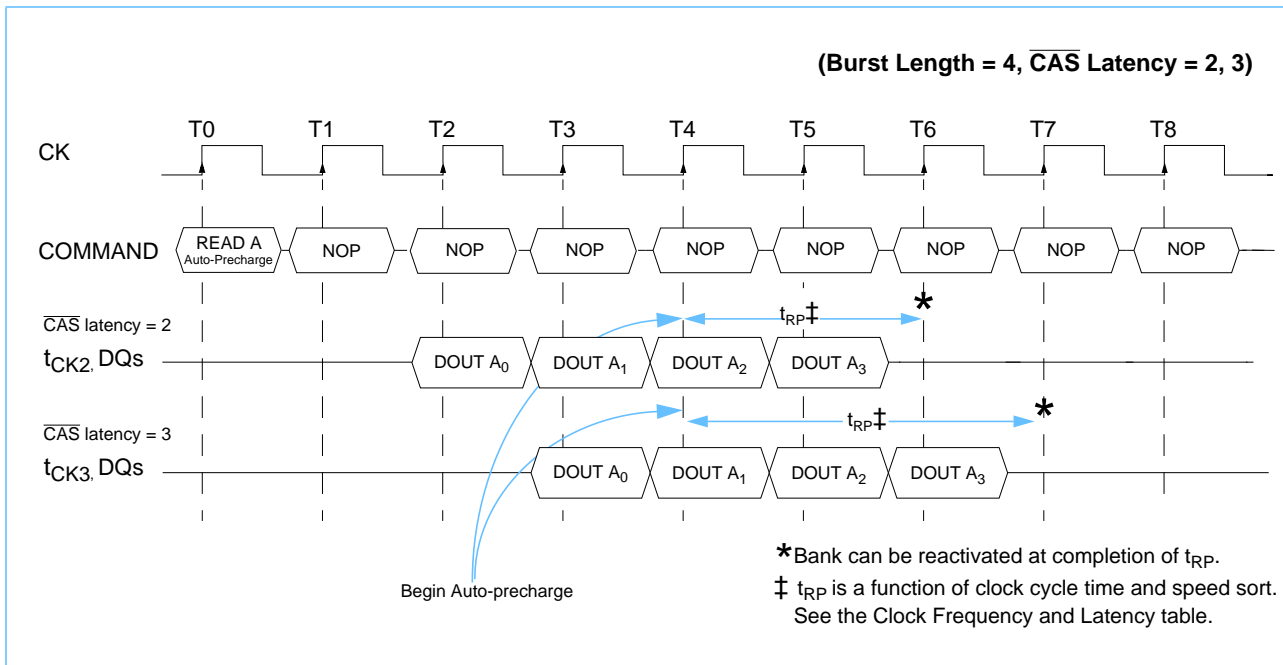 (Burst Length = 4, C̅A̅S̅ Latency = 2, 3)
T0 T1 T2 T3 T4 T5 T6 T7 T8
CK
COMMAND READ A NOP NOP NOP NOP NOP NOP NOP NOP
Auto-Precharge
*
C̅A̅S̅ latency = 2 tRP‡
tCK2, DQs DOUT A0 DOUT A1 DOUT A2 DOUT A3
*
C̅A̅S̅ latency = 3 tRP‡
tCK3, DQs DOUT A0 DOUT A1 DOUT A2 DOUT A3
Begin Auto-precharge
*Bank can be reactivated at completion of tRP.
‡ tRP is a function of clock cycle time and speed sort.
See the Clock Frequency and Latency table.